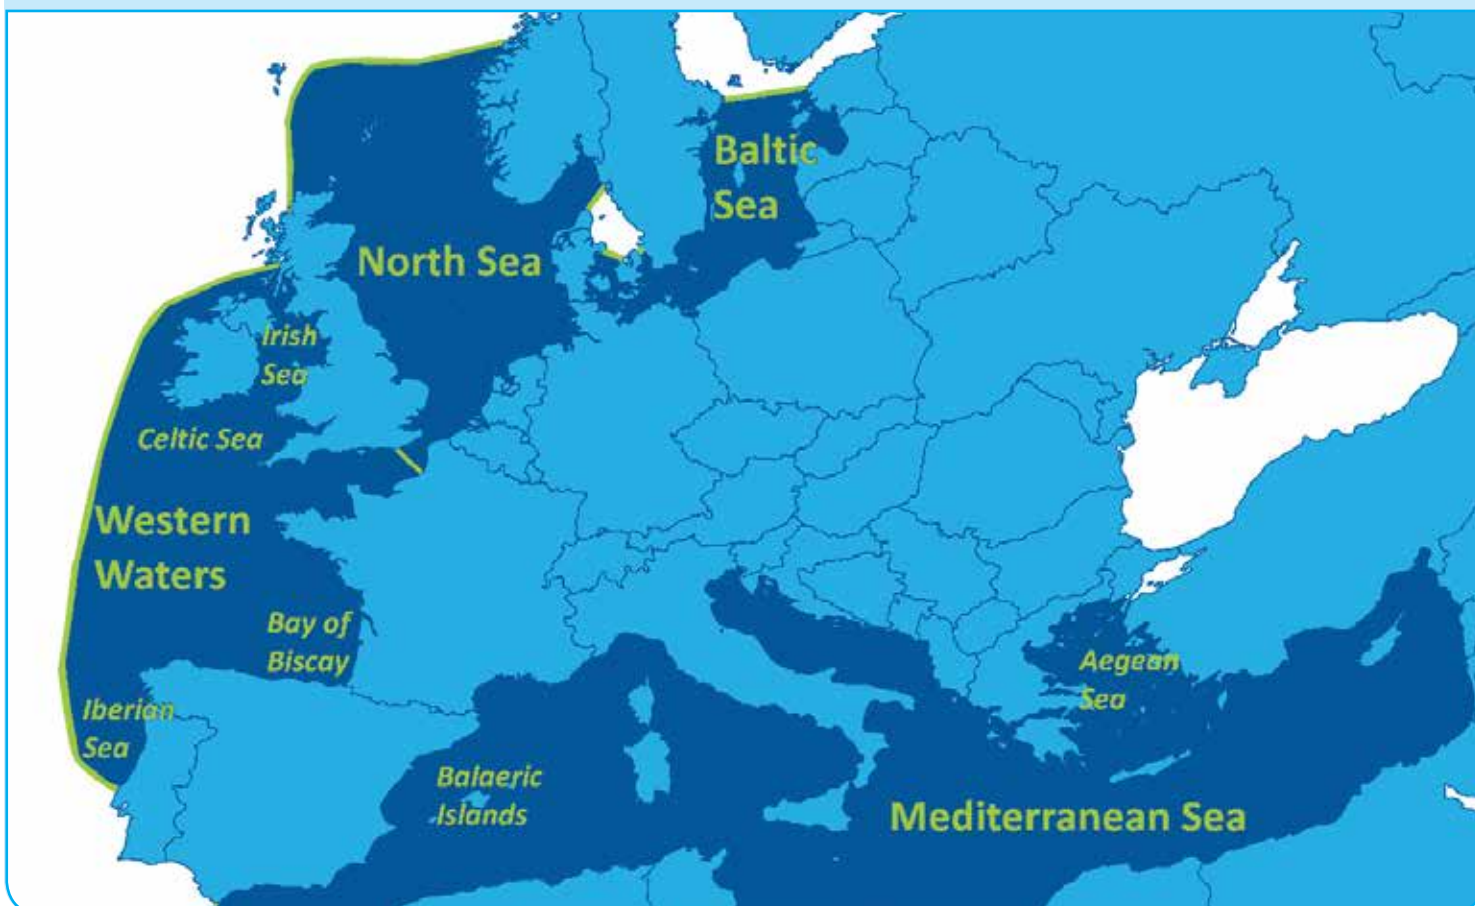 Baltic
Sea
North Sea
Irish
Sea
Celtic Sea
Western
Waters
Bay of
Biscay
Iberian
Sea
Balaeric
Islands
Aegean
Sea
Mediterranean Sea